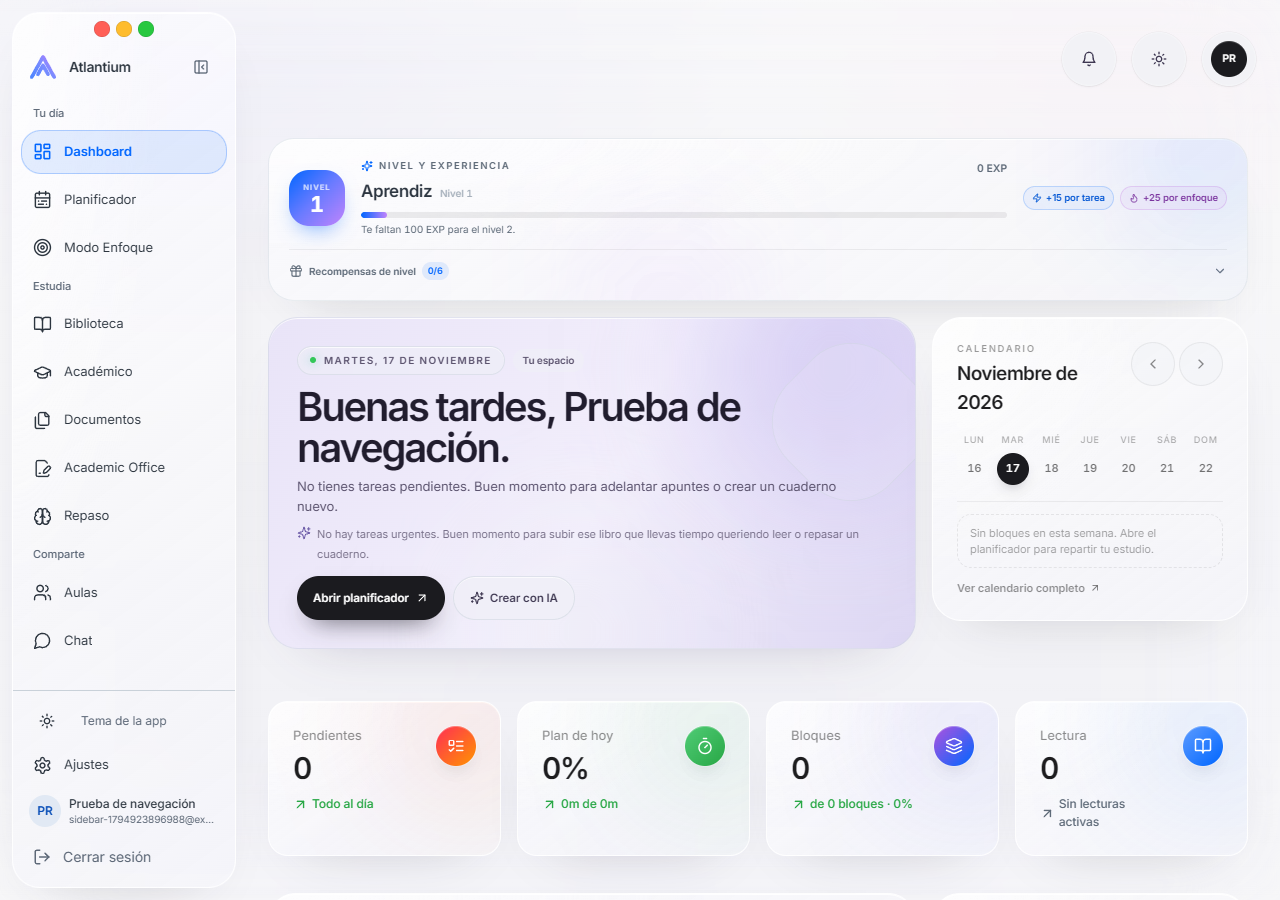 Atlantium
Tu día
Dashboard
Planificador
Modo Enfoque
Estudia
Biblioteca
Académico
Documentos
Academic Office
Repaso
Comparte
Aulas
Chat
Tema de la app
Ajustes
PR
Prueba de navegación
sidebar-1794923896988@ex...
Cerrar sesión
PR
NIVEL
1
NIVEL Y EXPERIENCIA
0 EXP
Aprendiz Nivel 1
+15 por tarea
+25 por enfoque
Te faltan 100 EXP para el nivel 2.
Recompensas de nivel 0/6
MARTES, 17 DE NOVIEMBRE
Tu espacio
Buenas tardes, Prueba de
navegación.
No tienes tareas pendientes. Buen momento para adelantar apuntes o crear un cuaderno
nuevo.
No hay tareas urgentes. Buen momento para subir ese libro que llevas tiempo queriendo leer o repasar un
cuaderno.
Abrir planificador
Crear con IA
CALENDARIO
Noviembre de
2026
LUN MAR MIÉ JUE VIE SÁB DOM
16 17 18 19 20 21 22
Sin bloques en esta semana. Abre el
planificador para repartir tu estudio.
Ver calendario completo
Pendientes
0
Todo al día
Plan de hoy
0%
0m de 0m
Bloques
0
de 0 bloques · 0%
Lectura
0
Sin lecturas
activas